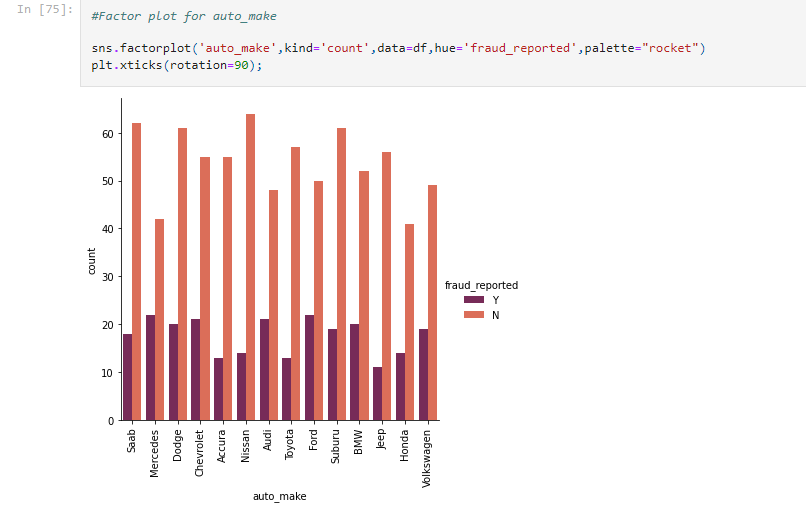 In [75]:
#Factor plot for auto_make
sns.factorplot('auto_make',kind='count',data=df,hue='fraud_reported',palette="rocket")
plt.xticks(rotation=90);
60
50
40
30
20
10
0
count
Saab
Mercedes
Dodge
Chevrolet
Accura
Nissan
Audi
Toyota
Ford
Suburu
BMW
Jeep
Honda
Volkswagen
auto_make
fraud_reported
Y
N